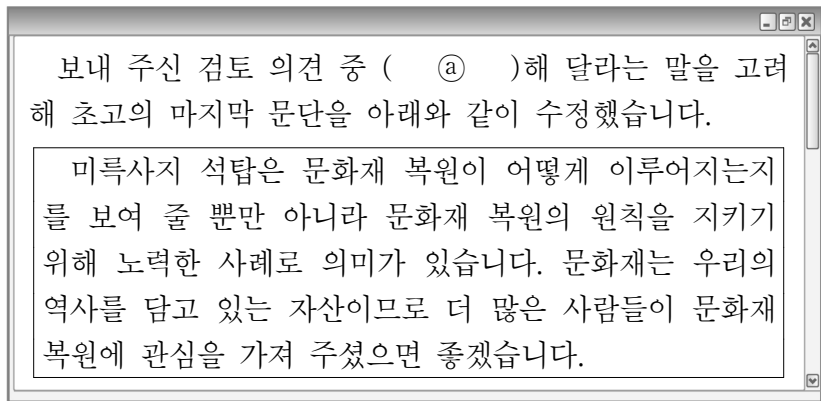 보내 주신 검토 의견 중 ( ⓐ )해 달라는 말을 고려
해 초고의 마지막 문단을 아래와 같이 수정했습니다.
미륵사지 석탑은 문화재 복원이 어떻게 이루어지는지
를 보여 줄 뿐만 아니라 문화재 복원의 원칙을 지키기
위해 노력한 사례로 의미가 있습니다. 문화재는 우리의
역사를 담고 있는 자산이므로 더 많은 사람들이 문화재
복원에 관심을 가져 주셨으면 좋겠습니다.